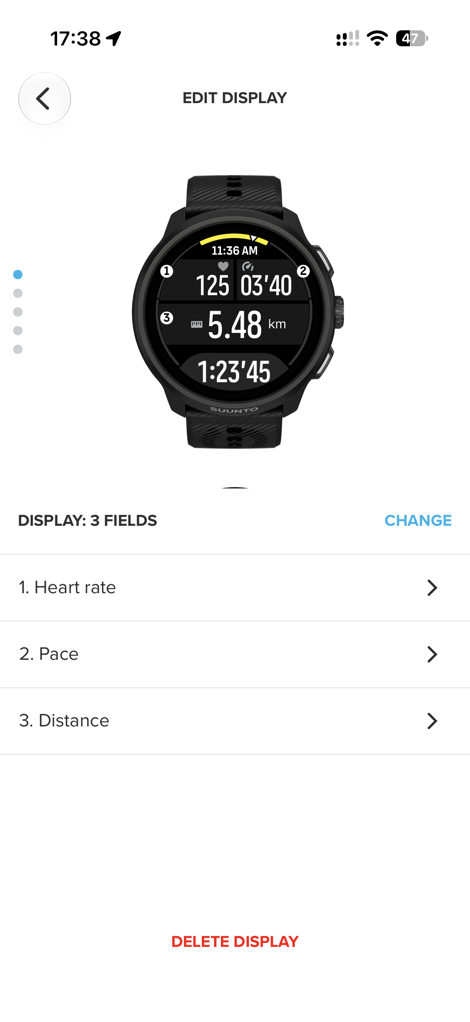 17:38
47
EDIT DISPLAY
11:36 AM
1
2
125 03'40
3
5.48 km
1:23'45
SUUNTO
DISPLAY: 3 FIELDS
CHANGE
1. Heart rate
2. Pace
3. Distance
DELETE DISPLAY